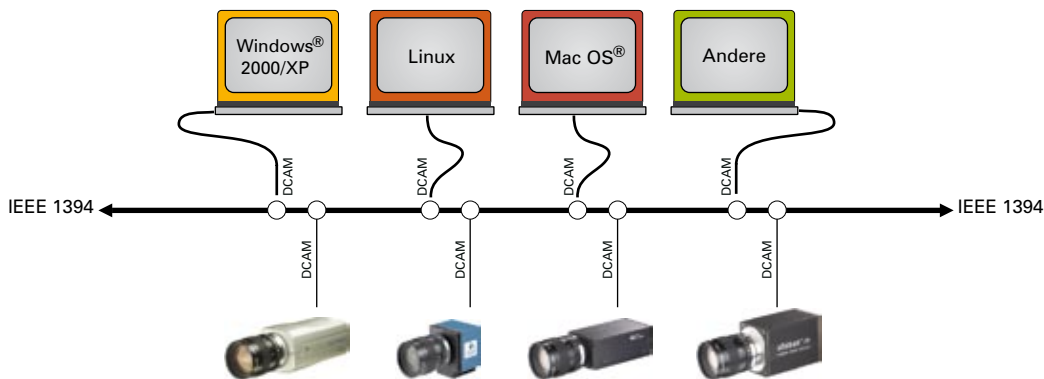 Windows®
2000/XP
Linux
Mac OS®
Andere
DCAM
DCAM
DCAM
DCAM
IEEE 1394
IEEE 1394
DCAM
DCAM
DCAM
DCAM